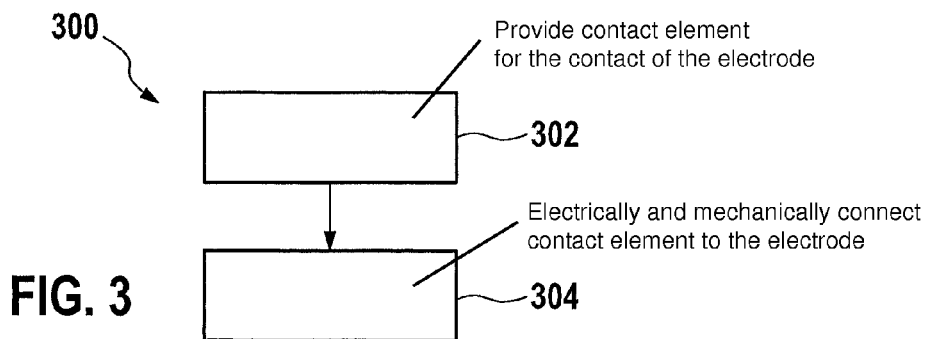 300
Provide contact element
for the contact of the electrode
302
Electrically and mechanically connect
contact element to the electrode
FIG. 3
304